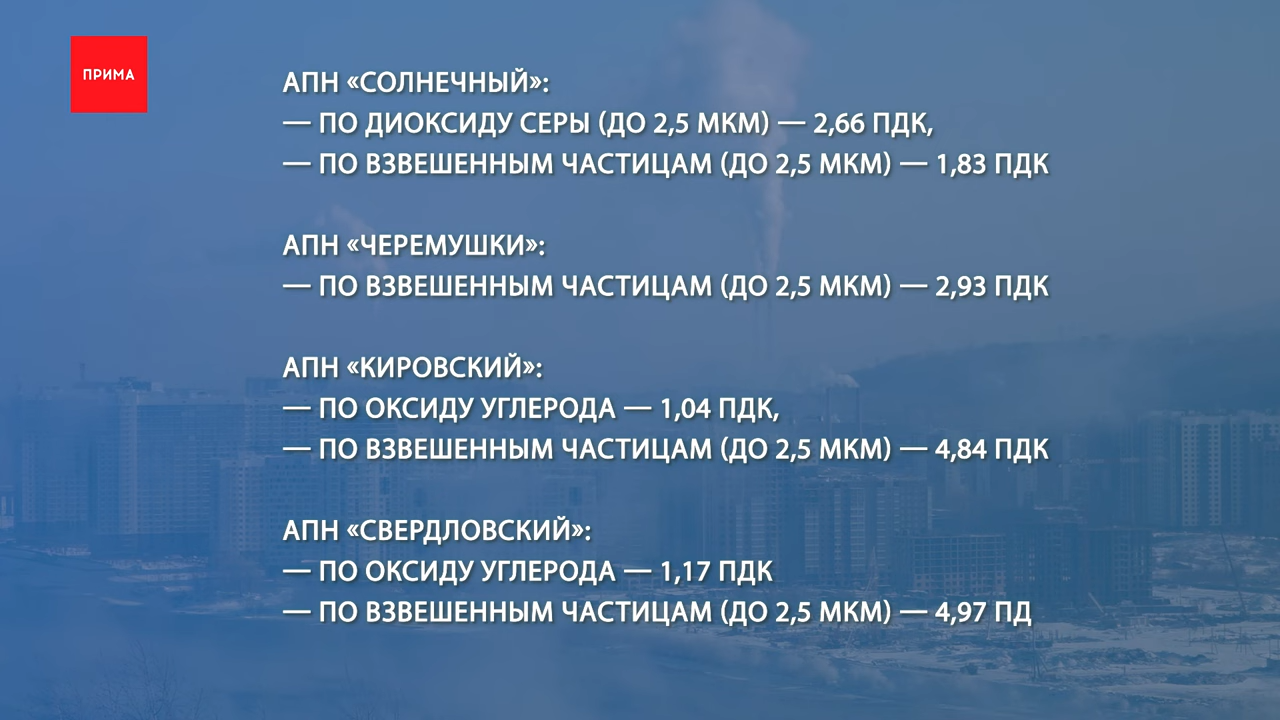 ПРИМА
АПН «СОЛНЕЧНЫЙ»:
— ПО ДИОКСИДУ СЕРЫ (ДО 2,5 МКМ) — 2,66 ПДК,
— ПО ВЗВЕШЕННЫМ ЧАСТИЦАМ (ДО 2,5 МКМ) — 1,83 ПДК
АПН «ЧЕРЕМУШКИ»:
— ПО ВЗВЕШЕННЫМ ЧАСТИЦАМ (ДО 2,5 МКМ) — 2,93 ПДК
АПН «КИРОВСКИЙ»:
— ПО ОКСИДУ УГЛЕРОДА — 1,04 ПДК,
— ПО ВЗВЕШЕННЫМ ЧАСТИЦАМ (ДО 2,5 МКМ) — 4,84 ПДК
АПН «СВЕРДЛОВСКИЙ»:
— ПО ОКСИДУ УГЛЕРОДА — 1,17 ПДК
— ПО ВЗВЕШЕННЫМ ЧАСТИЦАМ (ДО 2,5 МКМ) — 4,97 ПД